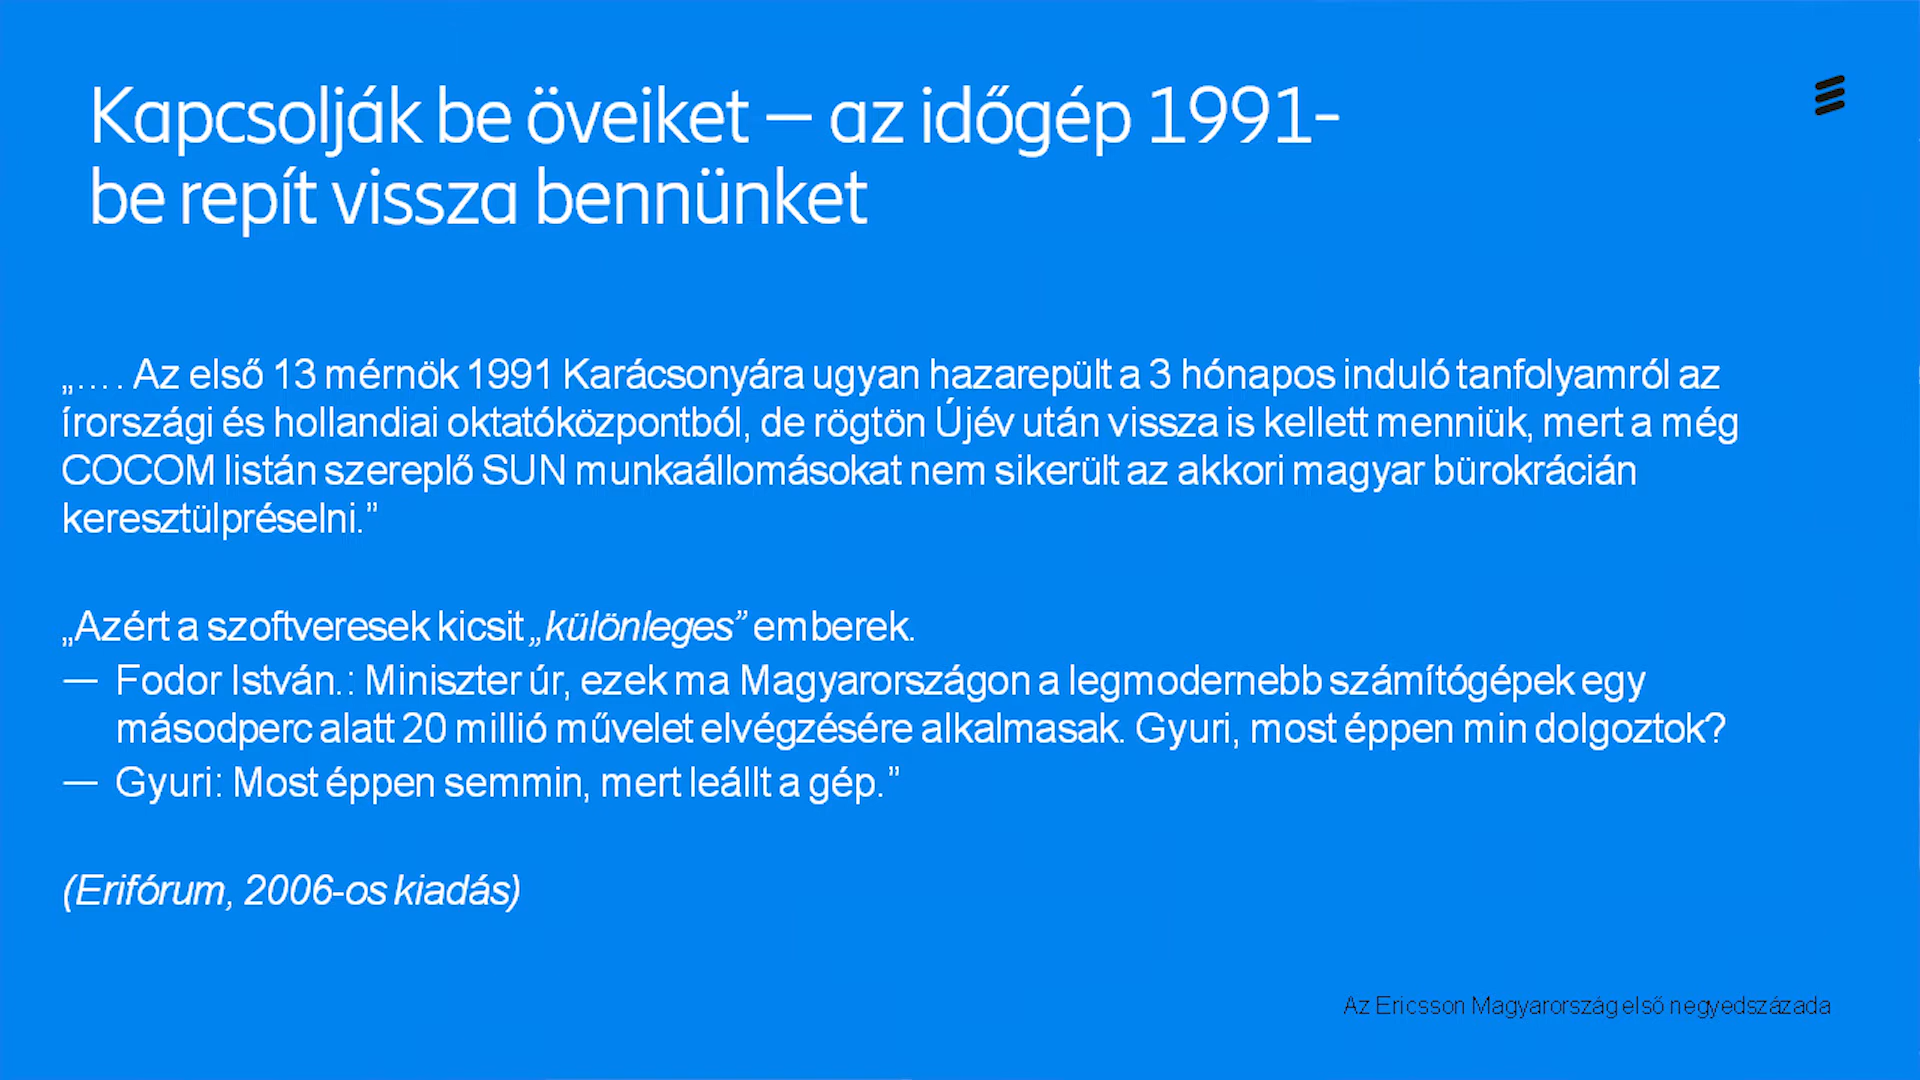 Kapcsolják be öveiket – az időgép 1991-
be repít vissza bennünket
„…. Az első 13 mérnök 1991 Karácsonyára ugyan hazarepült a 3 hónapos induló tanfolyamról az
írországi és hollandiai oktatóközpontból, de rögtön Újév után vissza is kellett menniük, mert a még
COCOM listán szereplő SUN munkaállomásokat nem sikerült az akkori magyar bürokrácián
keresztülpréselni.”
„Azért a szoftveresek kicsit „különleges” emberek.
— Fodor István.: Miniszter úr, ezek ma Magyarországon a legmodernebb számítógépek egy
másodperc alatt 20 millió művelet elvégzésére alkalmasak. Gyuri, most éppen min dolgoztok?
— Gyuri: Most éppen semmin, mert leállt a gép.”
(Erifórum, 2006-os kiadás)
Az Ericsson Magyarország első negyedszázada